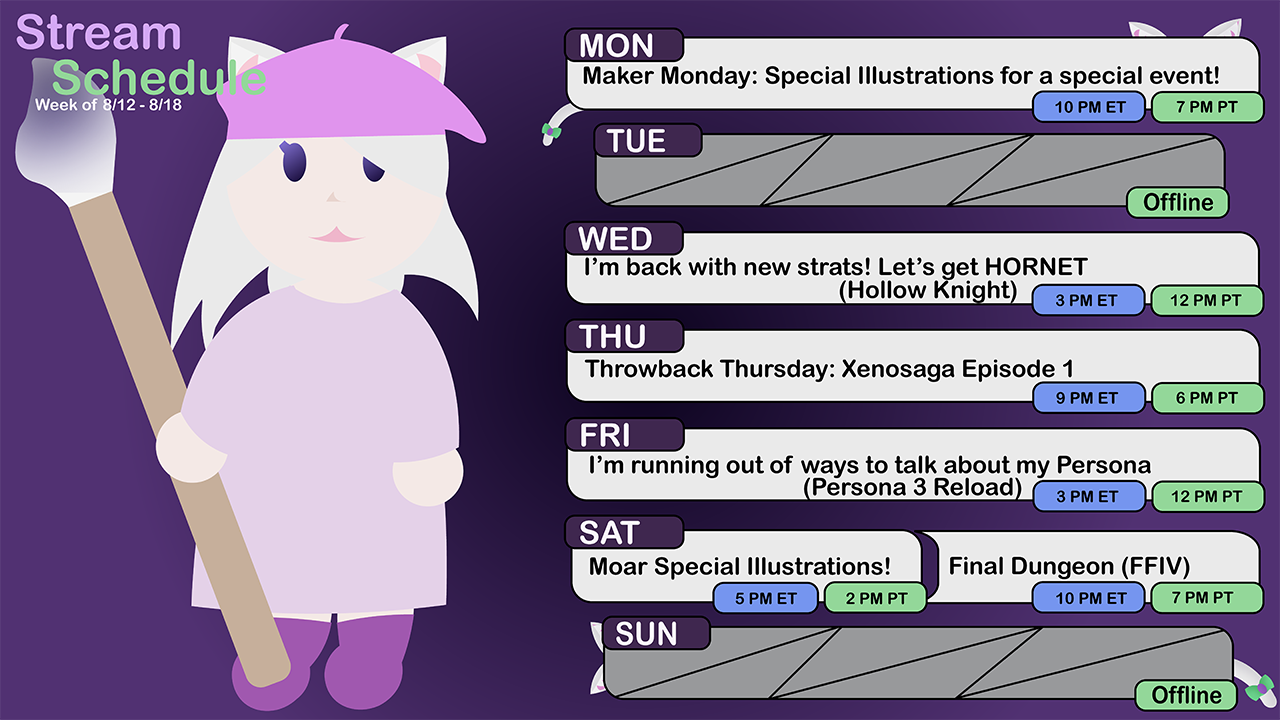 Stream
Schedule
Week of 8/12 - 8/18
MON
Maker Monday: Special Illustrations for a special event!
10 PM ET
7 PM PT
TUE
Offline
WED
I'm back with new strats! Let's get HORNET
(Hollow Knight)
3 PM ET
12 PM PT
THU
Throwback Thursday: Xenosaga Episode 1
9 PM ET
6 PM PT
FRI
I'm running out of ways to talk about my Persona
(Persona 3 Reload)
3 PM ET
12 PM PT
SAT
Moar Special Illustrations!
5 PM ET
2 PM PT
Final Dungeon (FFIV)
10 PM ET
7 PM PT
SUN
Offline